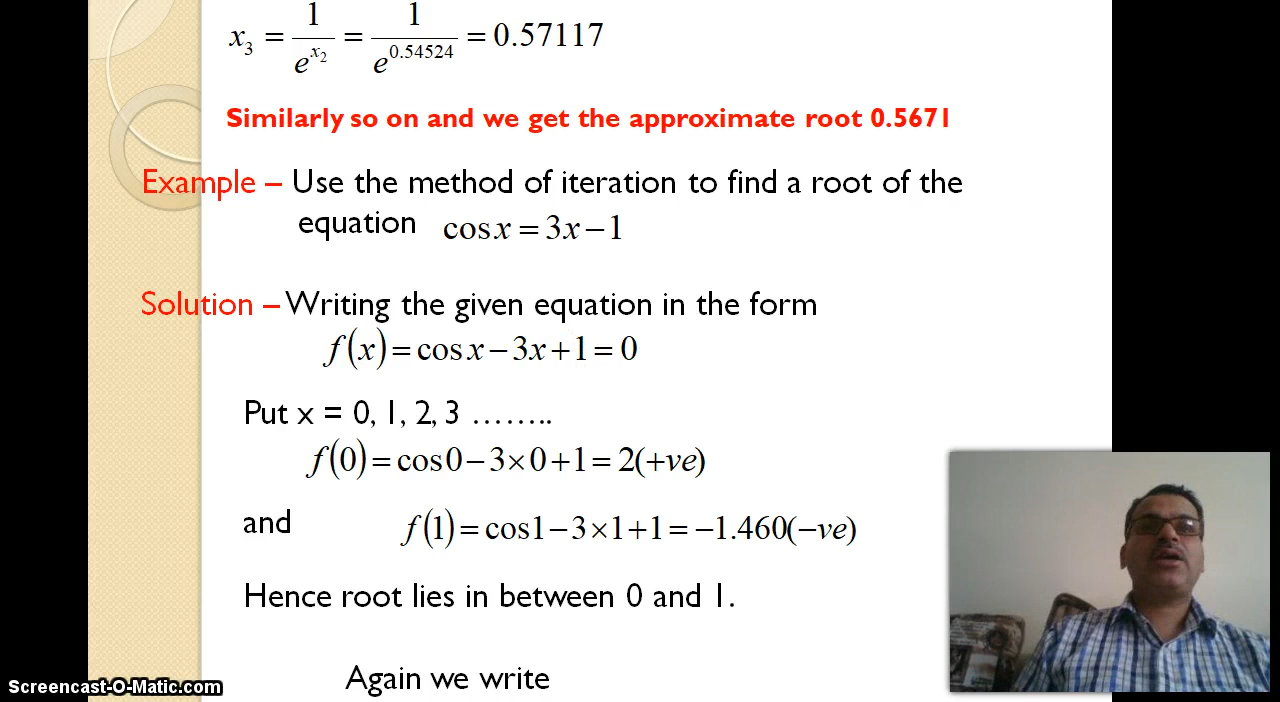 x₃ = 1/e^{x₂} = 1/e^{0.54524} = 0.57117
Similarly so on and we get the approximate root 0.5671
Example – Use the method of iteration to find a root of the
equation cos x = 3x − 1
Solution – Writing the given equation in the form
f(x) = cos x − 3x + 1 = 0
Put x = 0, 1, 2, 3 ........
f(0) = cos 0 − 3 × 0 + 1 = 2(+ve)
and f(1) = cos 1 − 3 × 1 + 1 = −1.460(−ve)
Hence root lies in between 0 and 1.
Again we write
Screencast-O-Matic.com